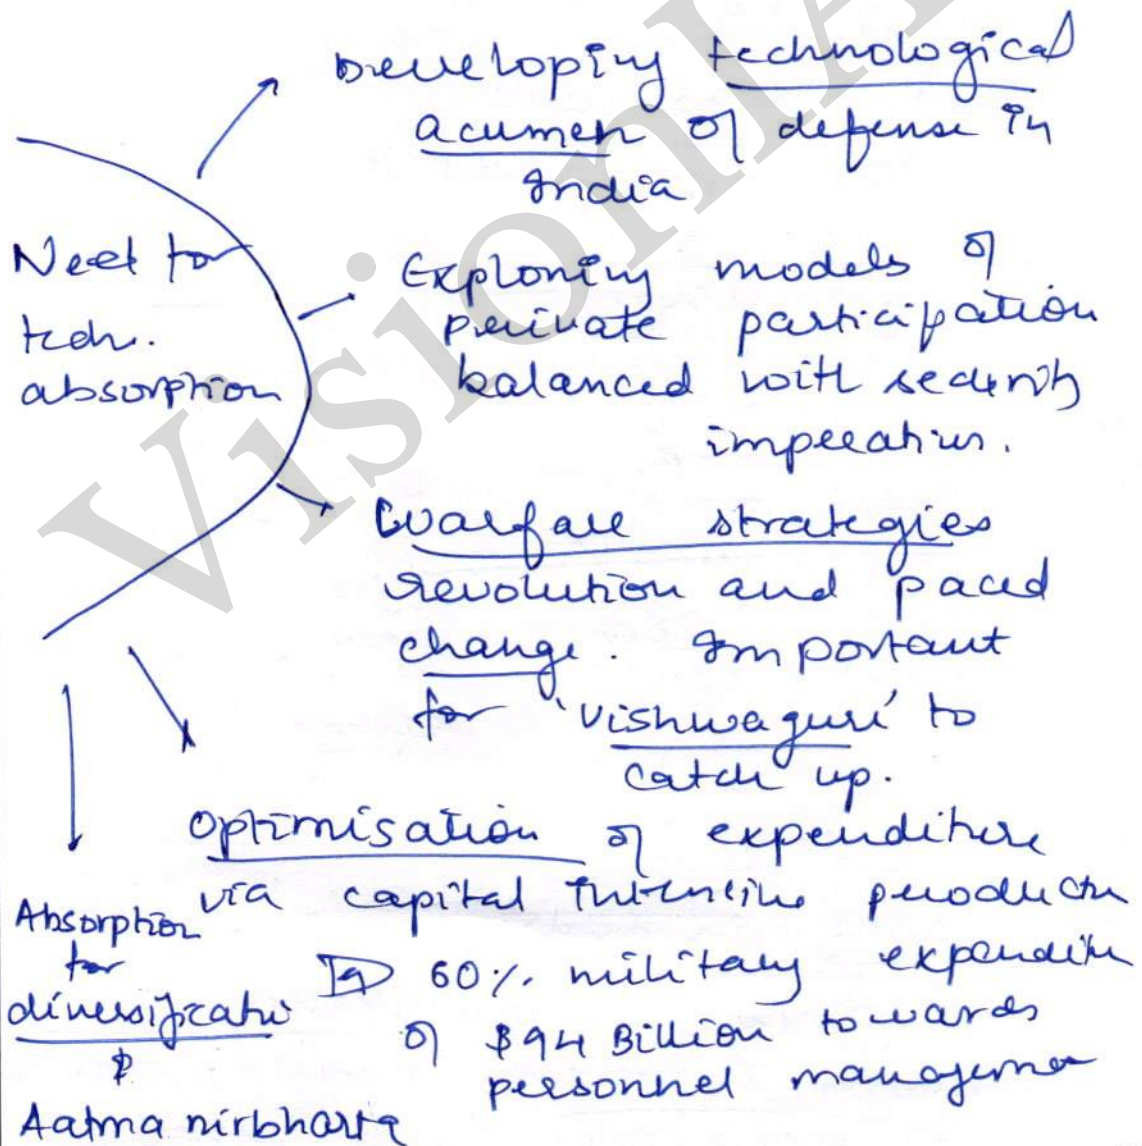 Developing technological
acumen of defense in
India
Need for
tech.
absorption
Exploring models of
private participation
balanced with security
imperatives.
Warfare strategies
revolution and paced
change. Important
for 'Vishwaguru' to
catch up.
Optimisation of expenditure
via capital intensive production
↳ 60% military expenditure
of $94 Billion towards
personnel management
Absorption
for
diversification
&
Aatma nirbharta
VisionIA